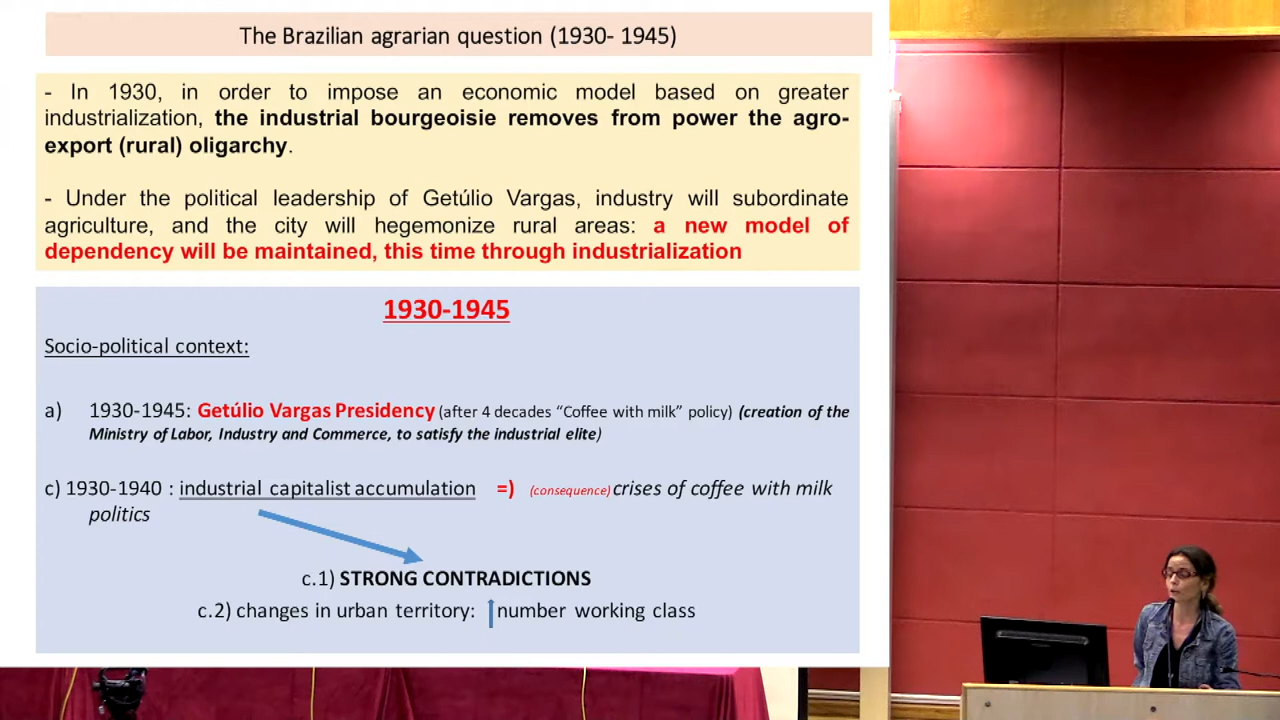 The Brazilian agrarian question (1930- 1945)
- In 1930, in order to impose an economic model based on greater
industrialization, the industrial bourgeoisie removes from power the agro-
export (rural) oligarchy.
- Under the political leadership of Getúlio Vargas, industry will subordinate
agriculture, and the city will hegemonize rural areas: a new model of
dependency will be maintained, this time through industrialization
1930-1945
Socio-political context:
a) 1930-1945: Getúlio Vargas Presidency (after 4 decades “Coffee with milk” policy) (creation of the
Ministry of Labor, Industry and Commerce, to satisfy the industrial elite)
c) 1930-1940 : industrial capitalist accumulation =) (consequence) crises of coffee with milk
politics
c.1) STRONG CONTRADICTIONS
c.2) changes in urban territory: number working class